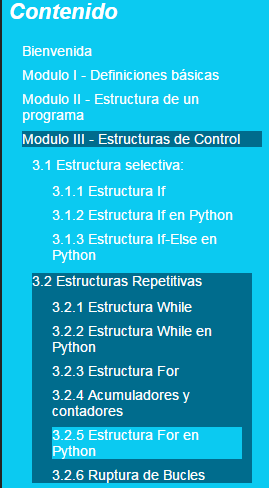 Contenido
Bienvenida
Modulo I - Definiciones básicas
Modulo II - Estructura de un
programa
Modulo III - Estructuras de Control
3.1 Estructura selectiva:
3.1.1 Estructura If
3.1.2 Estructura If en Python
3.1.3 Estructura If-Else en
Python
3.2 Estructuras Repetitivas
3.2.1 Estructura While
3.2.2 Estructura While en
Python
3.2.3 Estructura For
3.2.4 Acumuladores y
contadores
3.2.5 Estructura For en
Python
3.2.6 Ruptura de Bucles